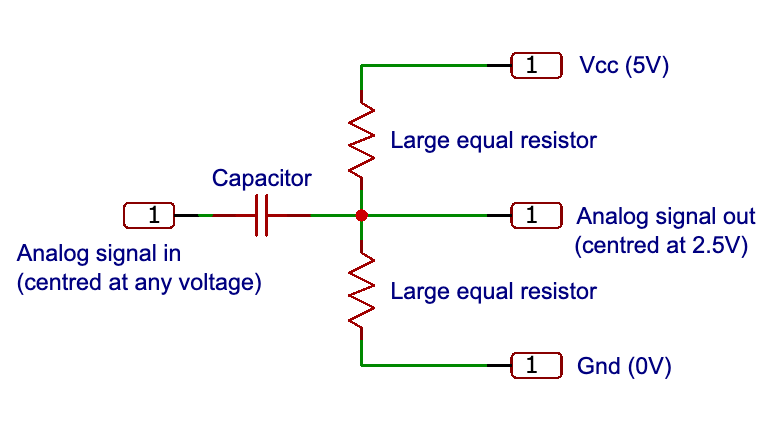 1 Vcc (5V)
Large equal resistor
Capacitor
1
1 Analog signal out
(centred at 2.5V)
Analog signal in
(centred at any voltage)
Large equal resistor
1 Gnd (0V)